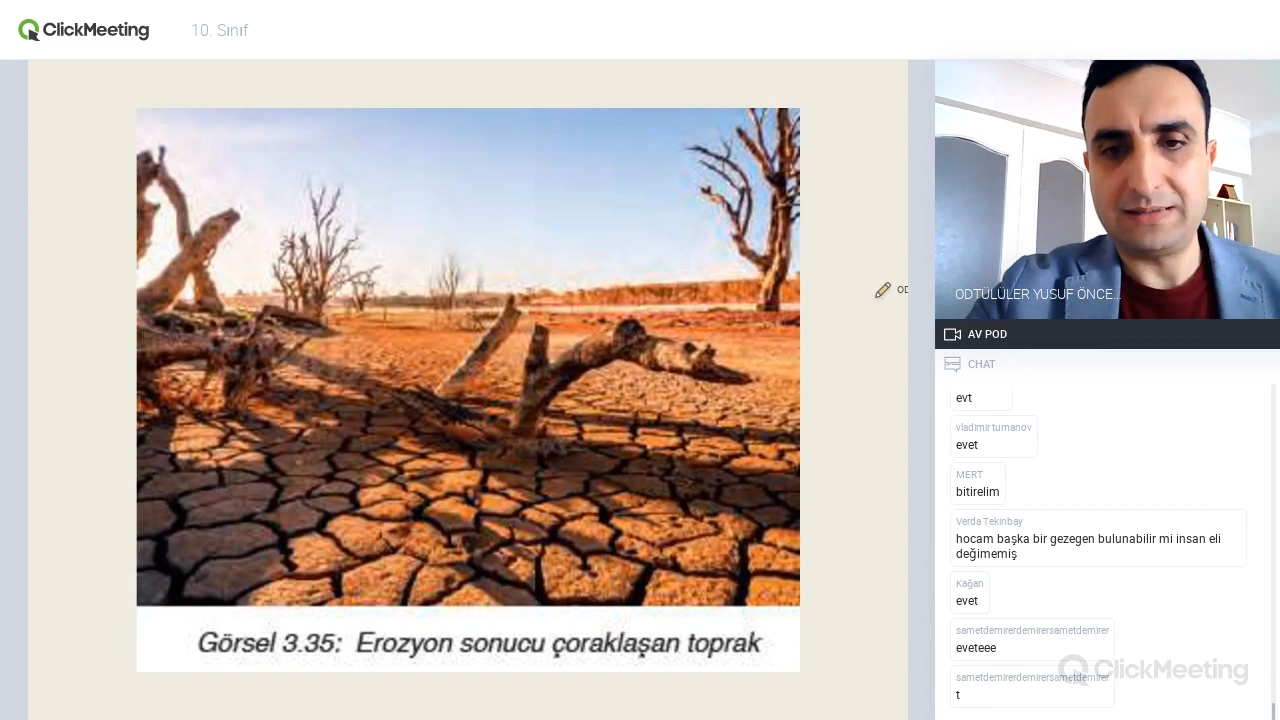 ClickMeeting
10. Sınıf
Görsel 3.35: Erozyon sonucu çoraklaşan toprak
ODTÜLÜLER YUSUF ÖNCE...
AV POD
CHAT
evt
vladimir tumanov
evet
MERT
bitirelim
Verda Tekinbay
hocam başka bir gezegen bulunabilir mi insan eli
değimemiş
Kağan
evet
sametdemirerdemirersametdemirer
eveteee
sametdemirerdemirersametdemirer
t
ClickMeeting